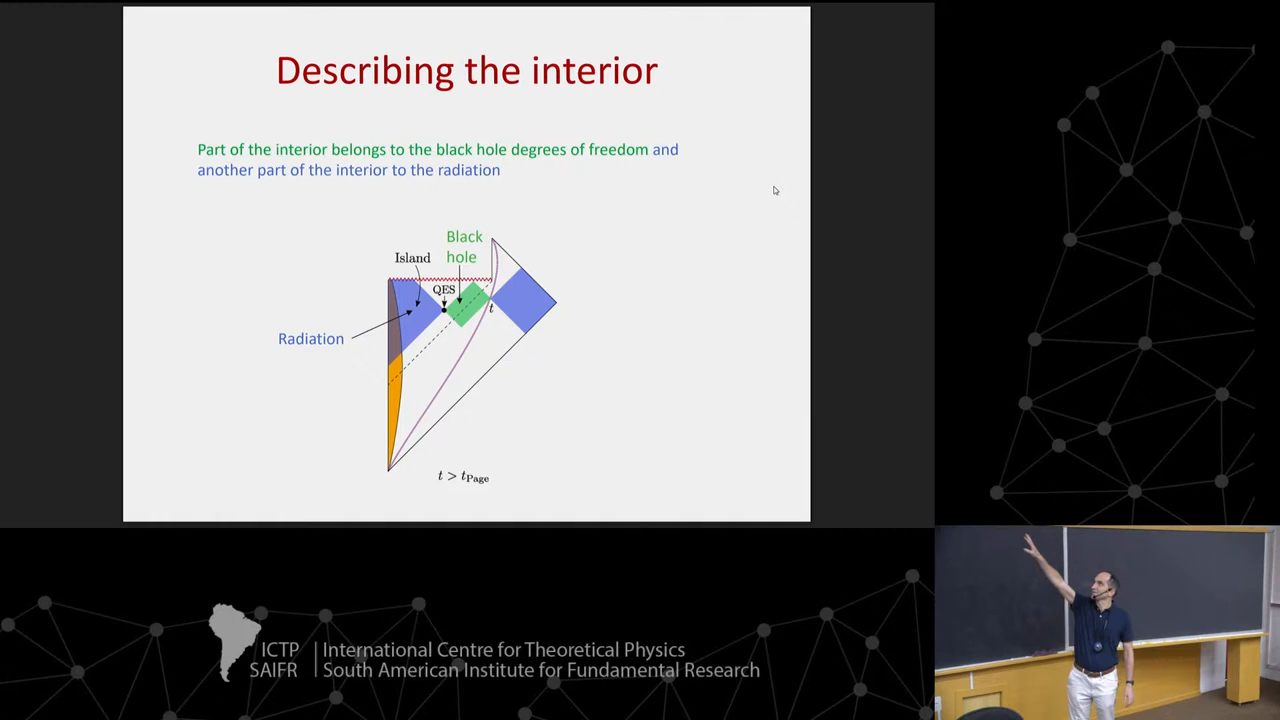 Describing the interior
Part of the interior belongs to the black hole degrees of freedom and
another part of the interior to the radiation
Black
hole
Island
QES
t
Radiation
t > tPage
ICTP
SAIFR
International Centre for Theoretical Physics
South American Institute for Fundamental Research